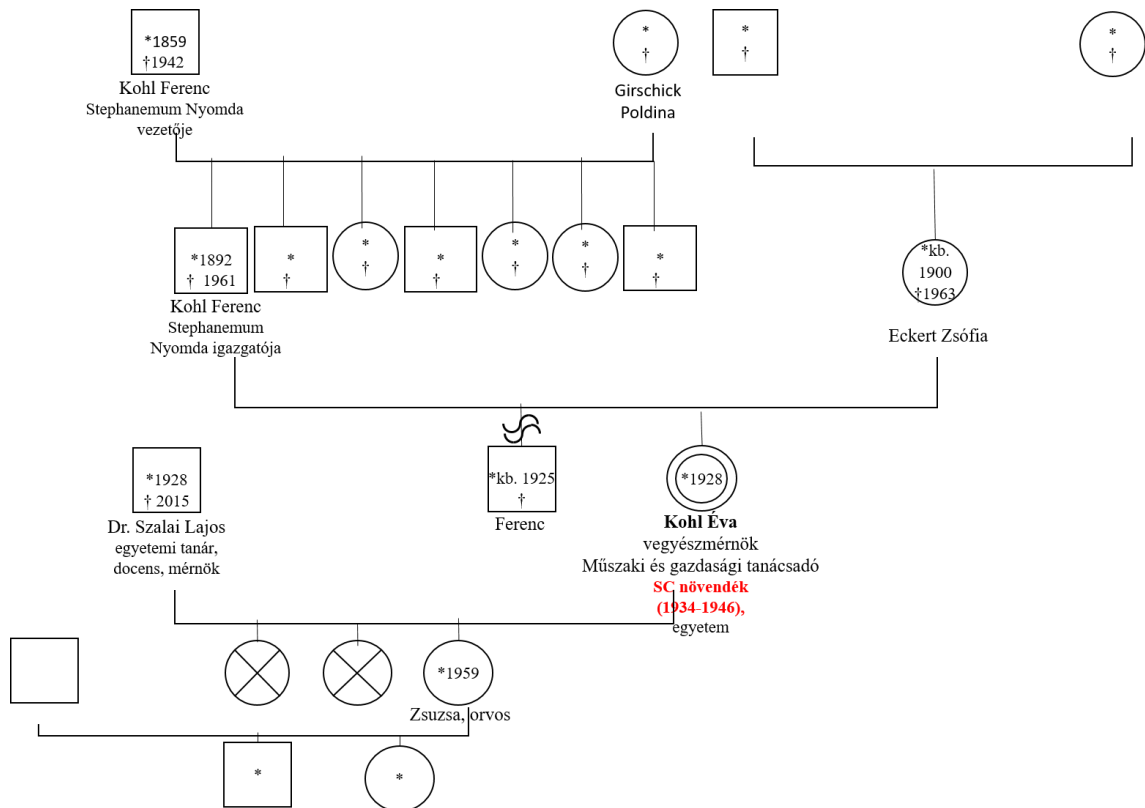 *1859
†1942
Kohl Ferenc
Stephanemum Nyomda
vezetője
*
†
Girschick
Poldina
*
†
*
†
*1892
† 1961
Kohl Ferenc
Stephanemum
Nyomda igazgatója
*
†
*
†
*
†
*
†
*
†
*
†
*kb.
1900
†1963
Eckert Zsófia
*1928
† 2015
Dr. Szalai Lajos
egyetemi tanár,
docens, mérnök
*kb. 1925
†
Ferenc
*1928
Kohl Éva
vegyészmérnök
Műszaki és gazdasági tanácsadó
SC növendék
(1934-1946),
egyetem
*1959
Zsuzsa, orvos
*
*